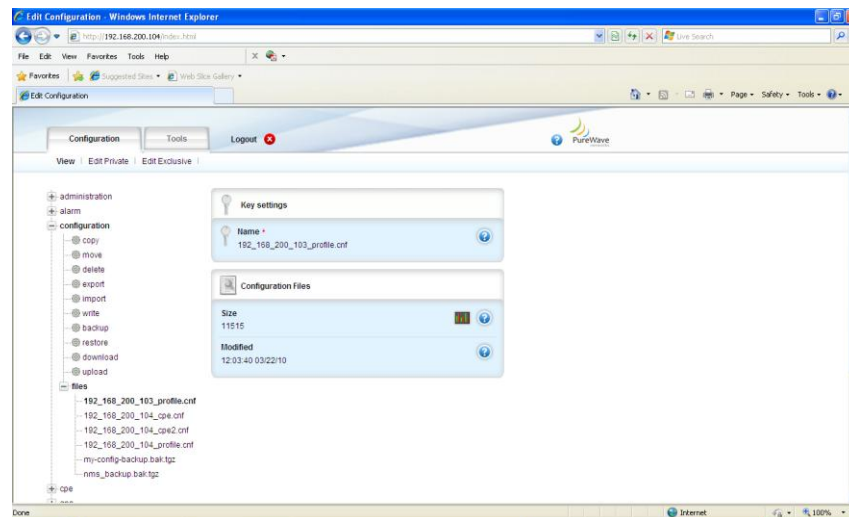 Edit Configuration - Windows Internet Explorer
http://192.168.200.104/index.html
Live Search
File Edit View Favorites Tools Help
Favorites Suggested Sites Web Slice Gallery
Edit Configuration
Page Safety Tools
Configuration Tools Logout
PureWave
View Edit Private Edit Exclusive
administration
alarm
configuration
copy
move
delete
export
import
write
backup
restore
download
upload
files
192_168_200_103_profile.cnf
192_168_200_104_cpe.cnf
192_168_200_104_cpe2.cnf
192_168_200_104_profile.cnf
my-config-backup.bak.tgz
nms_backup.bak.tgz
cpe
Key settings
Name *
192_168_200_103_profile.cnf
Configuration Files
Size
11515
Modified
12:03:40 03/22/10
Done
Internet
100%